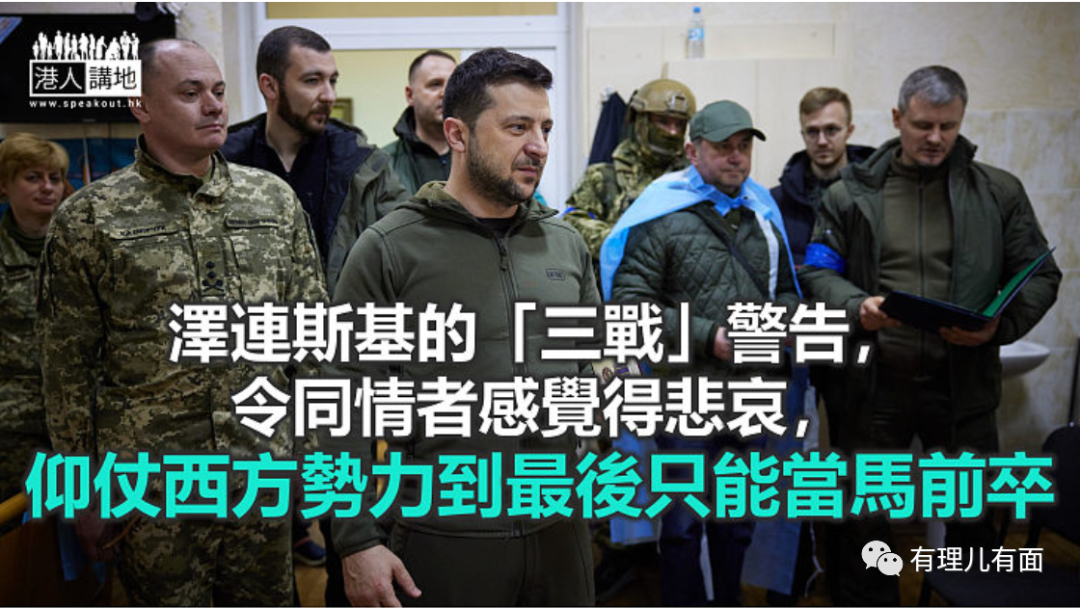 港人講地
www.speakout.hk
澤連斯基的「三戰」警告，
令同情者感覺得悲哀，
仰仗西方勢力到最後只能當馬前卒
有理儿有面